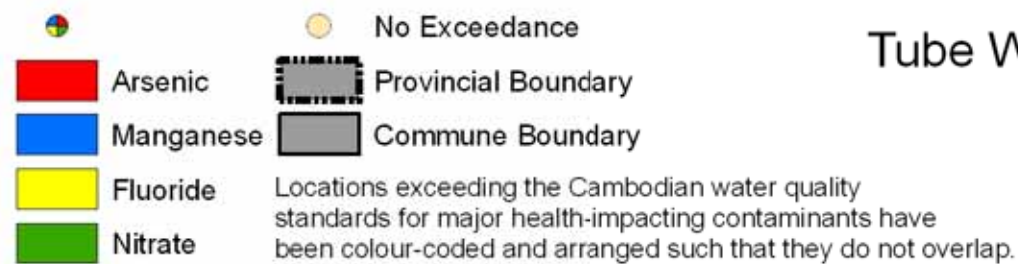 No Exceedance
Tube
Arsenic
Provincial Boundary
Manganese
Commune Boundary
Fluoride
Nitrate
Locations exceeding the Cambodian water quality
standards for major health-impacting contaminants have
been colour-coded and arranged such that they do not overlap.